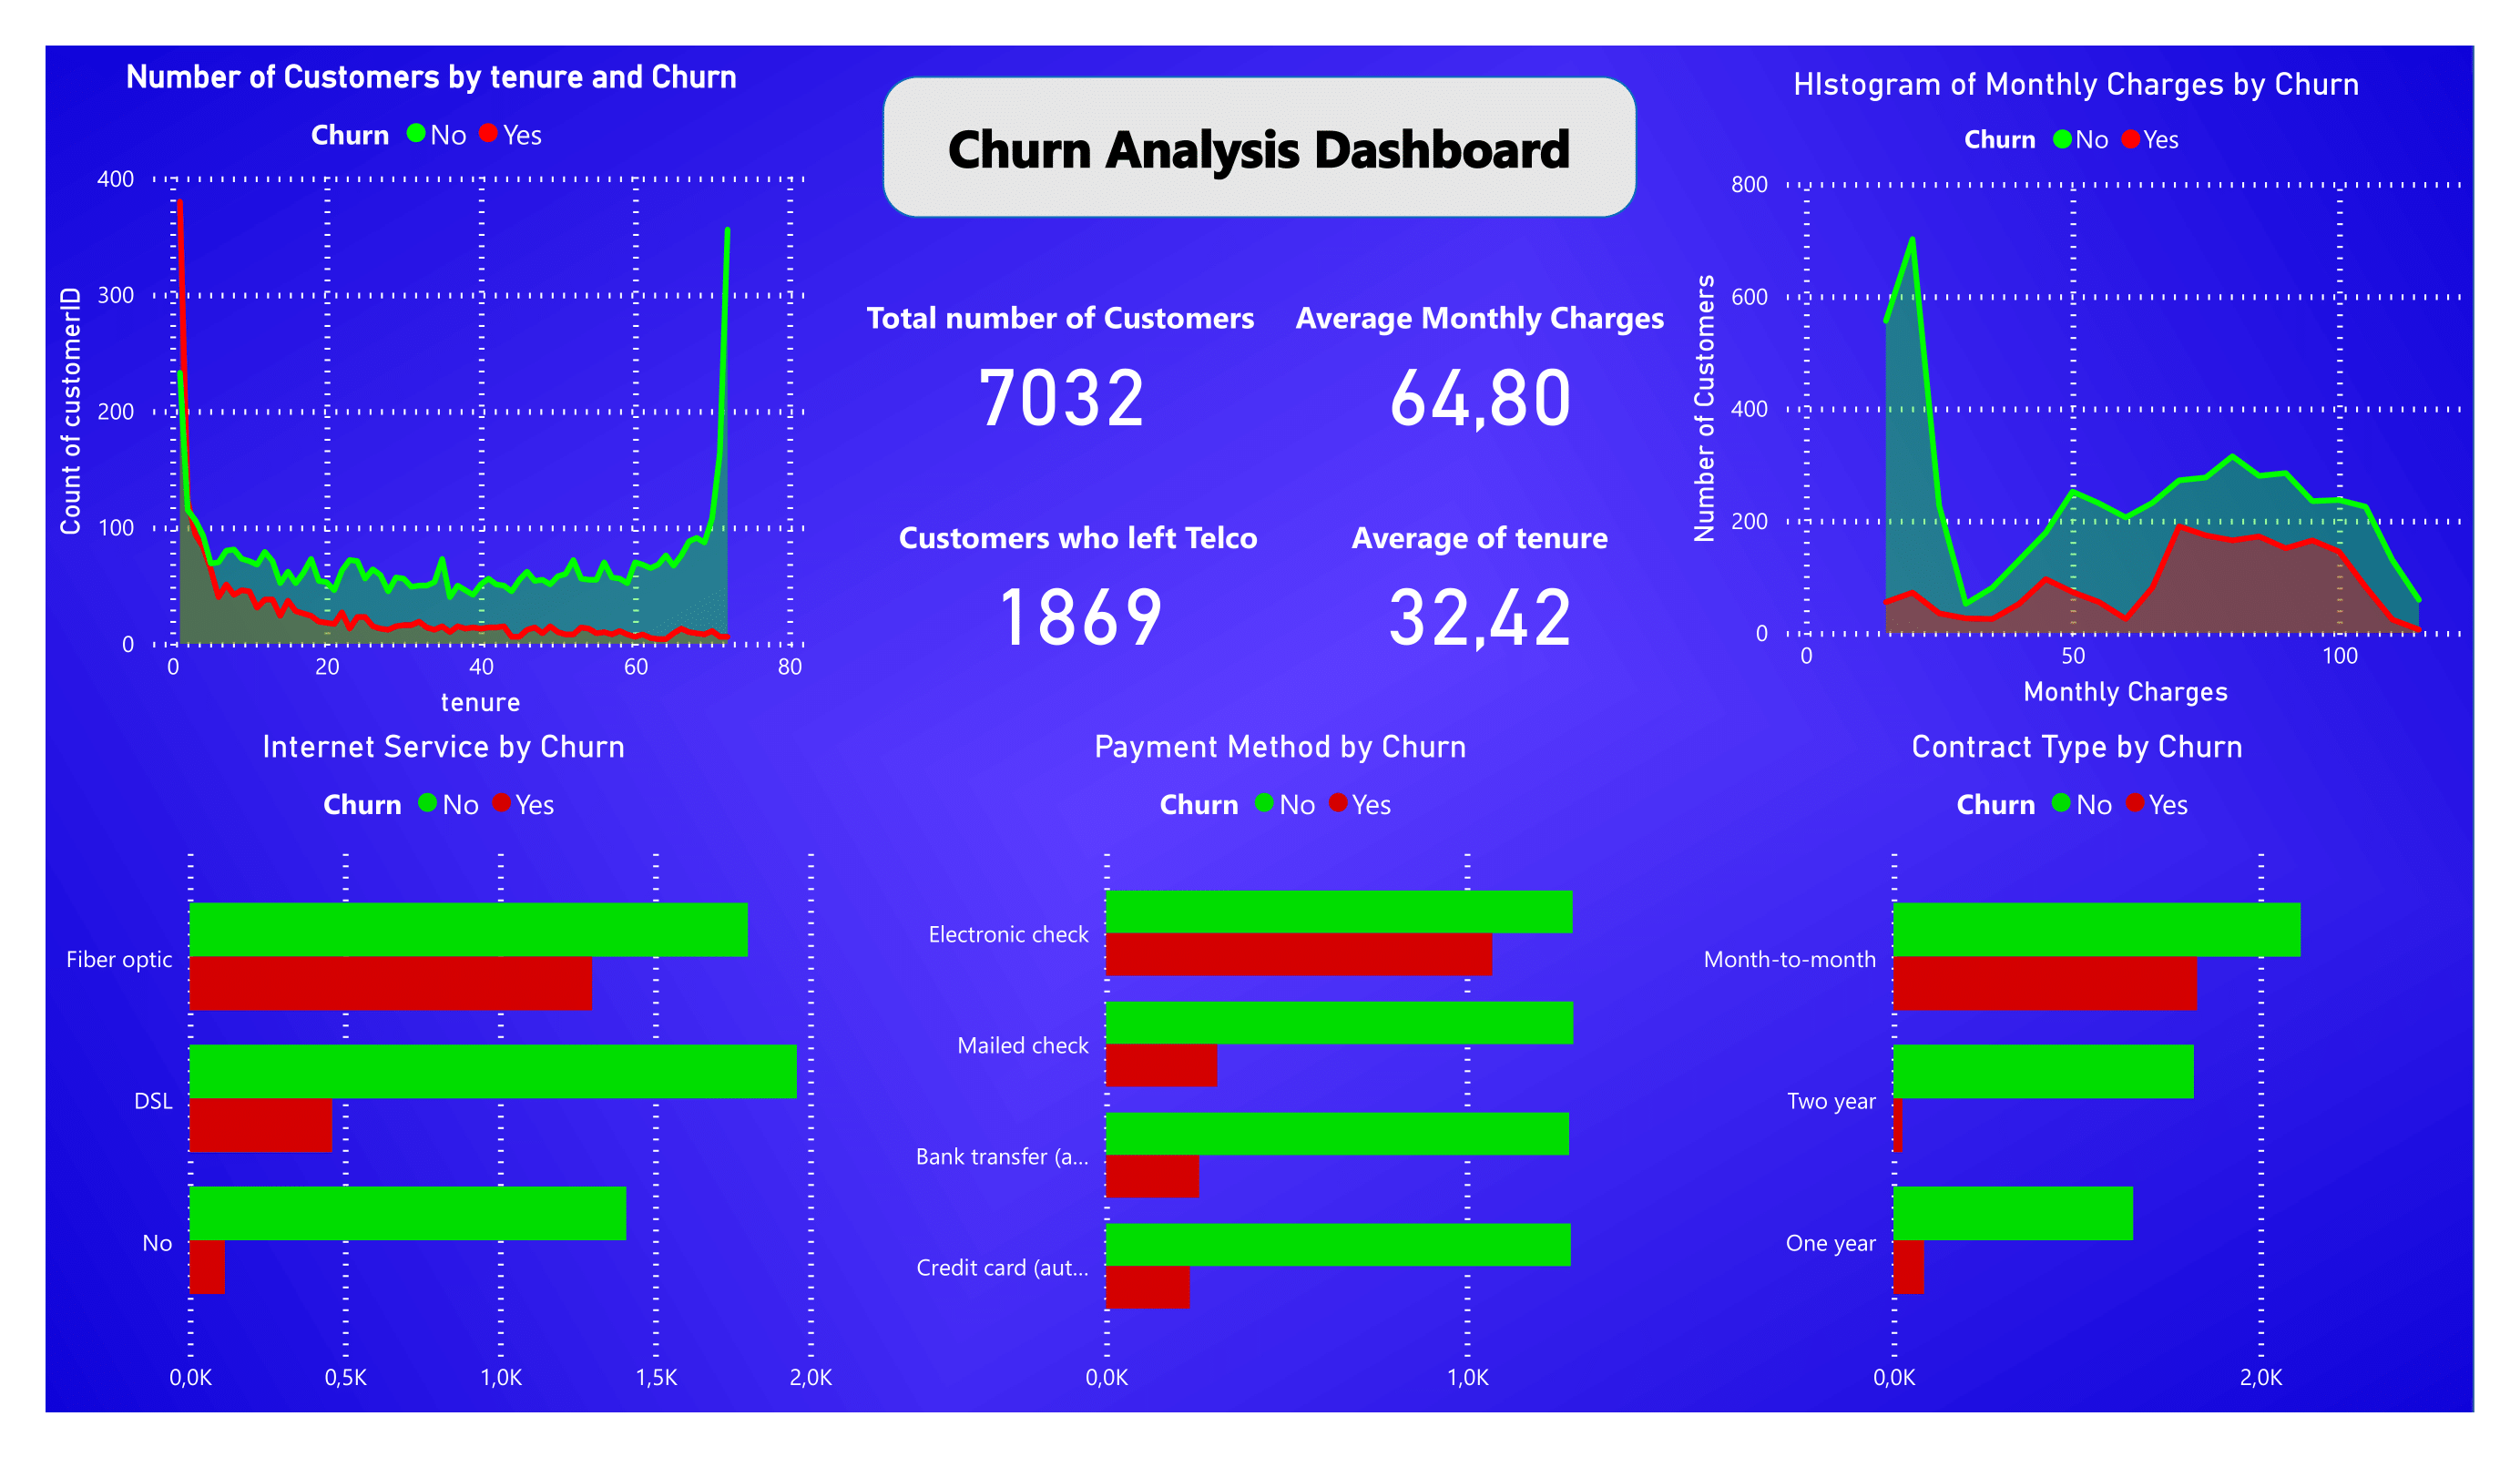 Number of Customers by tenure and Churn
Churn No Yes
400
300
200
100
0
Count of customerID
0 20 40 60 80
tenure
Churn Analysis Dashboard
Total number of Customers
7032
Average Monthly Charges
64,80
Customers who left Telco
1869
Average of tenure
32,42
HIstogram of Monthly Charges by Churn
Churn No Yes
800
600
400
200
0
Number of Customers
0 50 100
Monthly Charges
Internet Service by Churn
Churn No Yes
Fiber optic
DSL
No
0,0K 0,5K 1,0K 1,5K 2,0K
Payment Method by Churn
Churn No Yes
Electronic check
Mailed check
Bank transfer (a...
Credit card (aut...
0,0K 1,0K
Contract Type by Churn
Churn No Yes
Month-to-month
Two year
One year
0,0K 2,0K